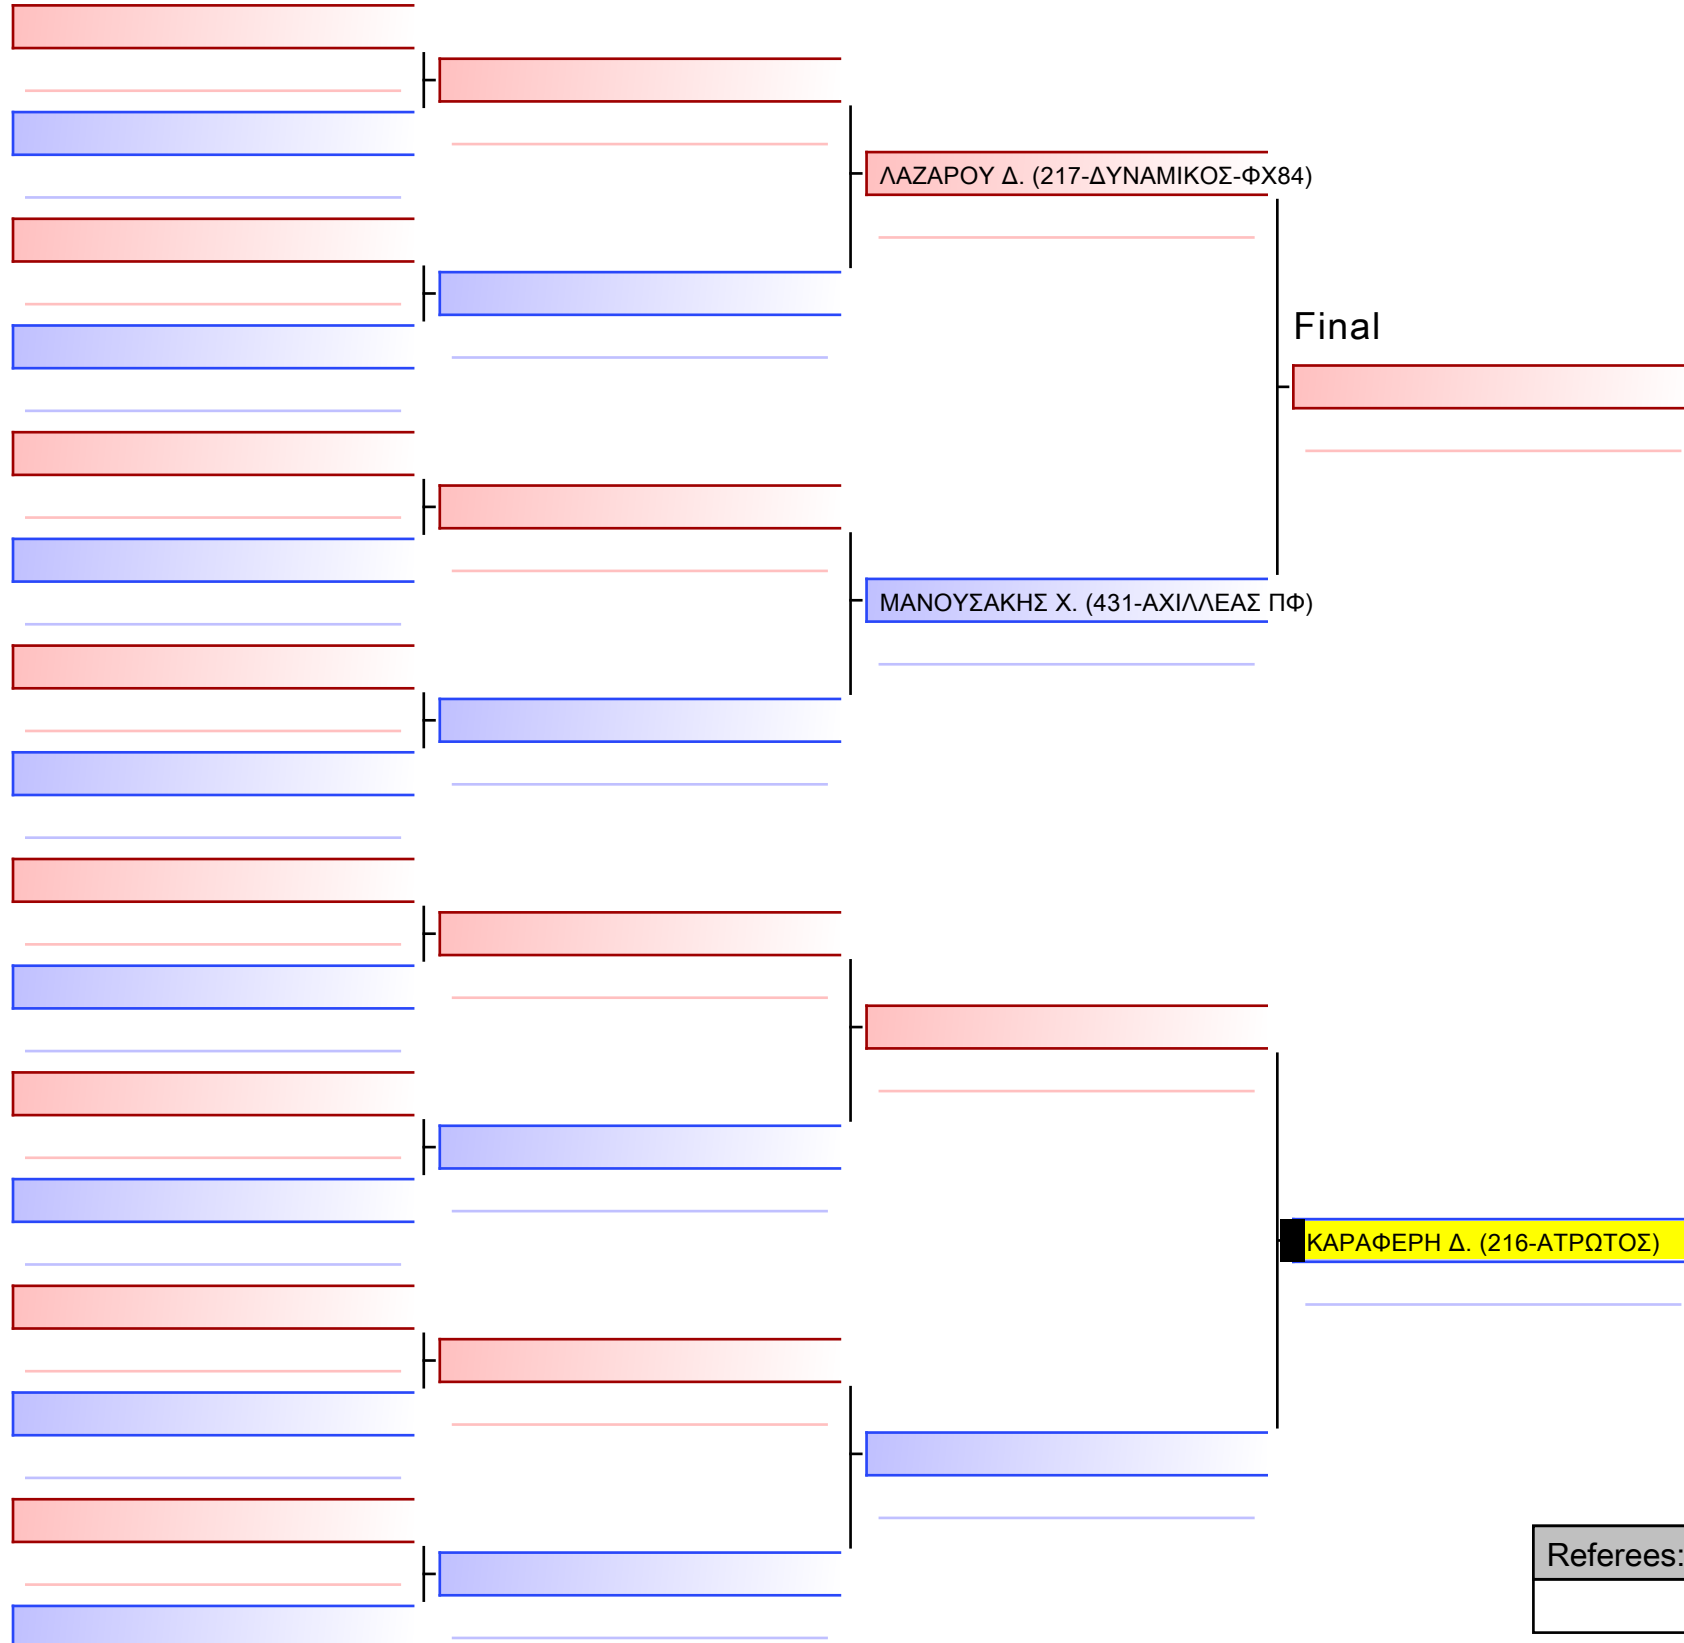 ΛΑΖΑΡΟΥ Δ. (217-ΔΥΝΑΜΙΚΟΣ-ΦΧ84)
Final
ΜΑΝΟΥΣΑΚΗΣ Χ. (431-ΑΧΙΛΛΕΑΣ ΠΦ)
ΚΑΡΑΦΕΡΗ Δ. (216-ΑΤΡΩΤΟΣ)
Referees: